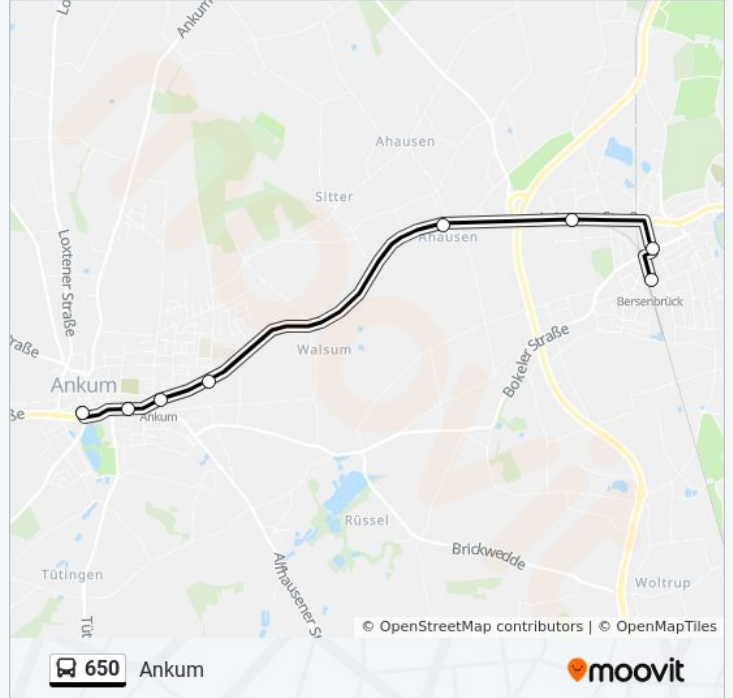 Ankum
Ahausen
Sitter
Loxtener Straße
Ahausen
Bersenbrück
Walsum
Bokeler Straße
Ankum
Ankum
Rüssel
Brickwedde
Alfhausener S
Tütingen
Woltrup
Tüt
© OpenStreetMap contributors | © OpenMapTiles
650 Ankum
moovit